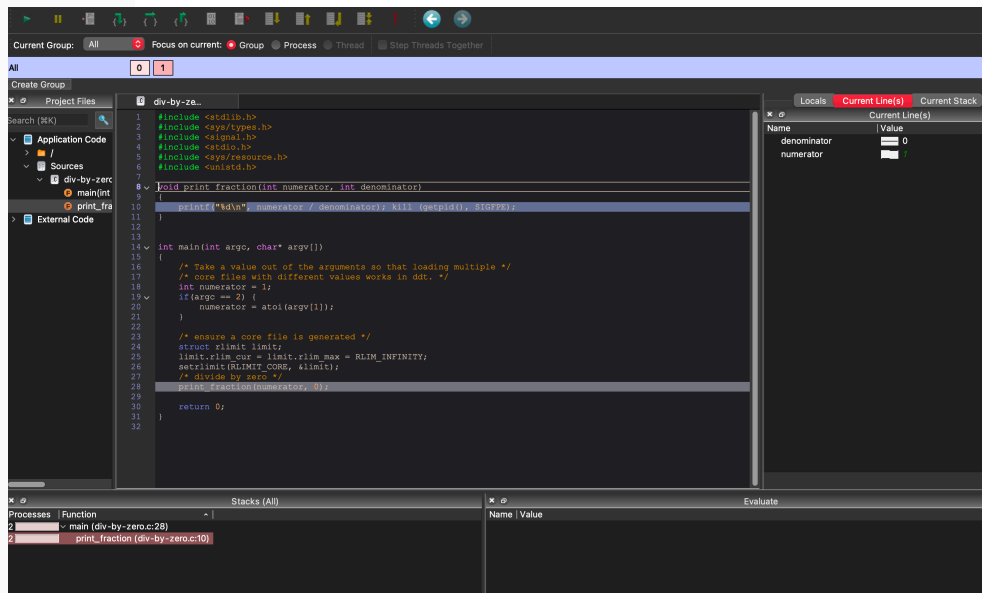 Current Group: All Focus on current: Group Process Thread Step Threads Together
All 0 1
Create Group
Project Files
Search (⌘K)
Application Code
/
Sources
div-by-zerc
main(int
print_fra
External Code
div-by-ze...
1 #include <stdlib.h>
2 #include <sys/types.h>
3 #include <signal.h>
4 #include <stdio.h>
5 #include <sys/resource.h>
6 #include <unistd.h>
7
8 void print_fraction(int numerator, int denominator)
9 {
10 printf("%d\n", numerator / denominator); kill (getpid(), SIGFPE);
11 }
12
13
14 int main(int argc, char* argv[])
15 {
16 /* Take a value out of the arguments so that loading multiple */
17 /* core files with different values works in ddt. */
18 int numerator = 1;
19 if(argc == 2) {
20 numerator = atoi(argv[1]);
21 }
22
23 /* ensure a core file is generated */
24 struct rlimit limit;
25 limit.rlim_cur = limit.rlim_max = RLIM_INFINITY;
26 setrlimit(RLIMIT_CORE, &limit);
27 /* divide by zero */
28 print_fraction(numerator, 0);
29
30 return 0;
31 }
32
Locals Current Line(s) Current Stack
Current Line(s)
Name Value
denominator 0
numerator
Stacks (All)
Processes Function
2 main (div-by-zero.c:28)
2 print_fraction (div-by-zero.c:10)
Evaluate
Name Value